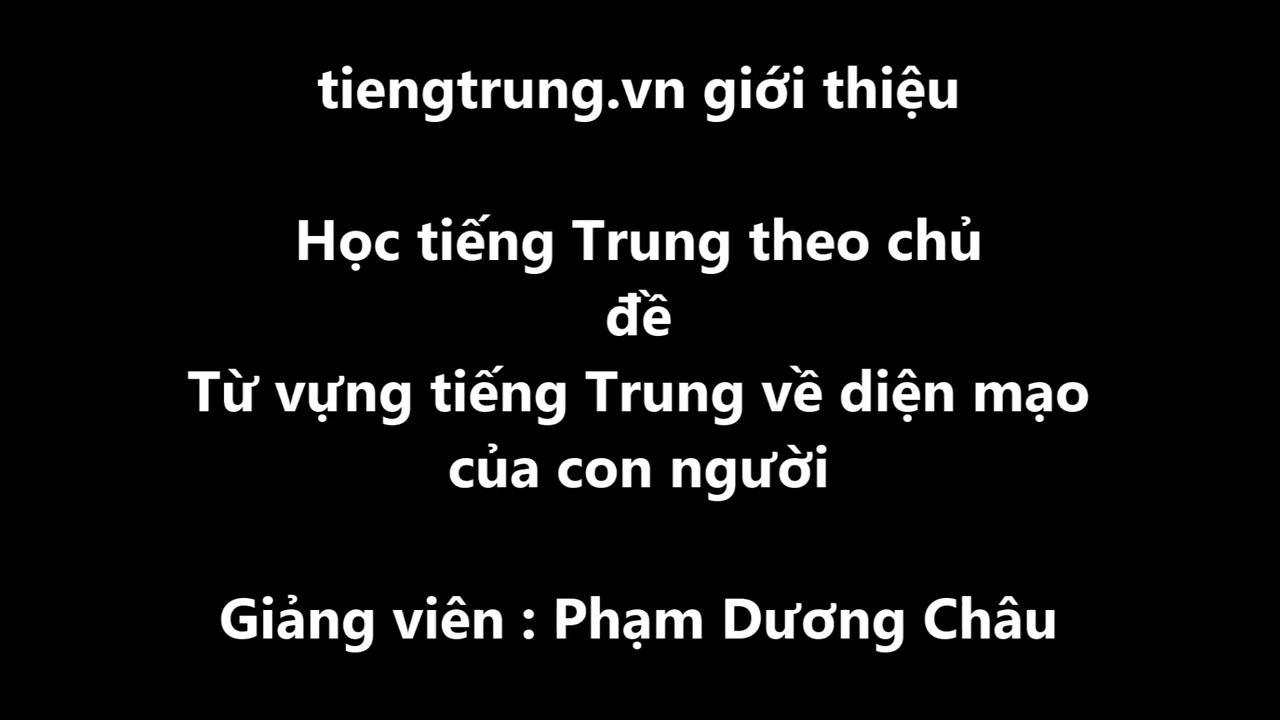 tiengtrung.vn giới thiệu
Học tiếng Trung theo chủ
đề
Từ vựng tiếng Trung về diện mạo
của con người
Giảng viên : Phạm Dương Châu